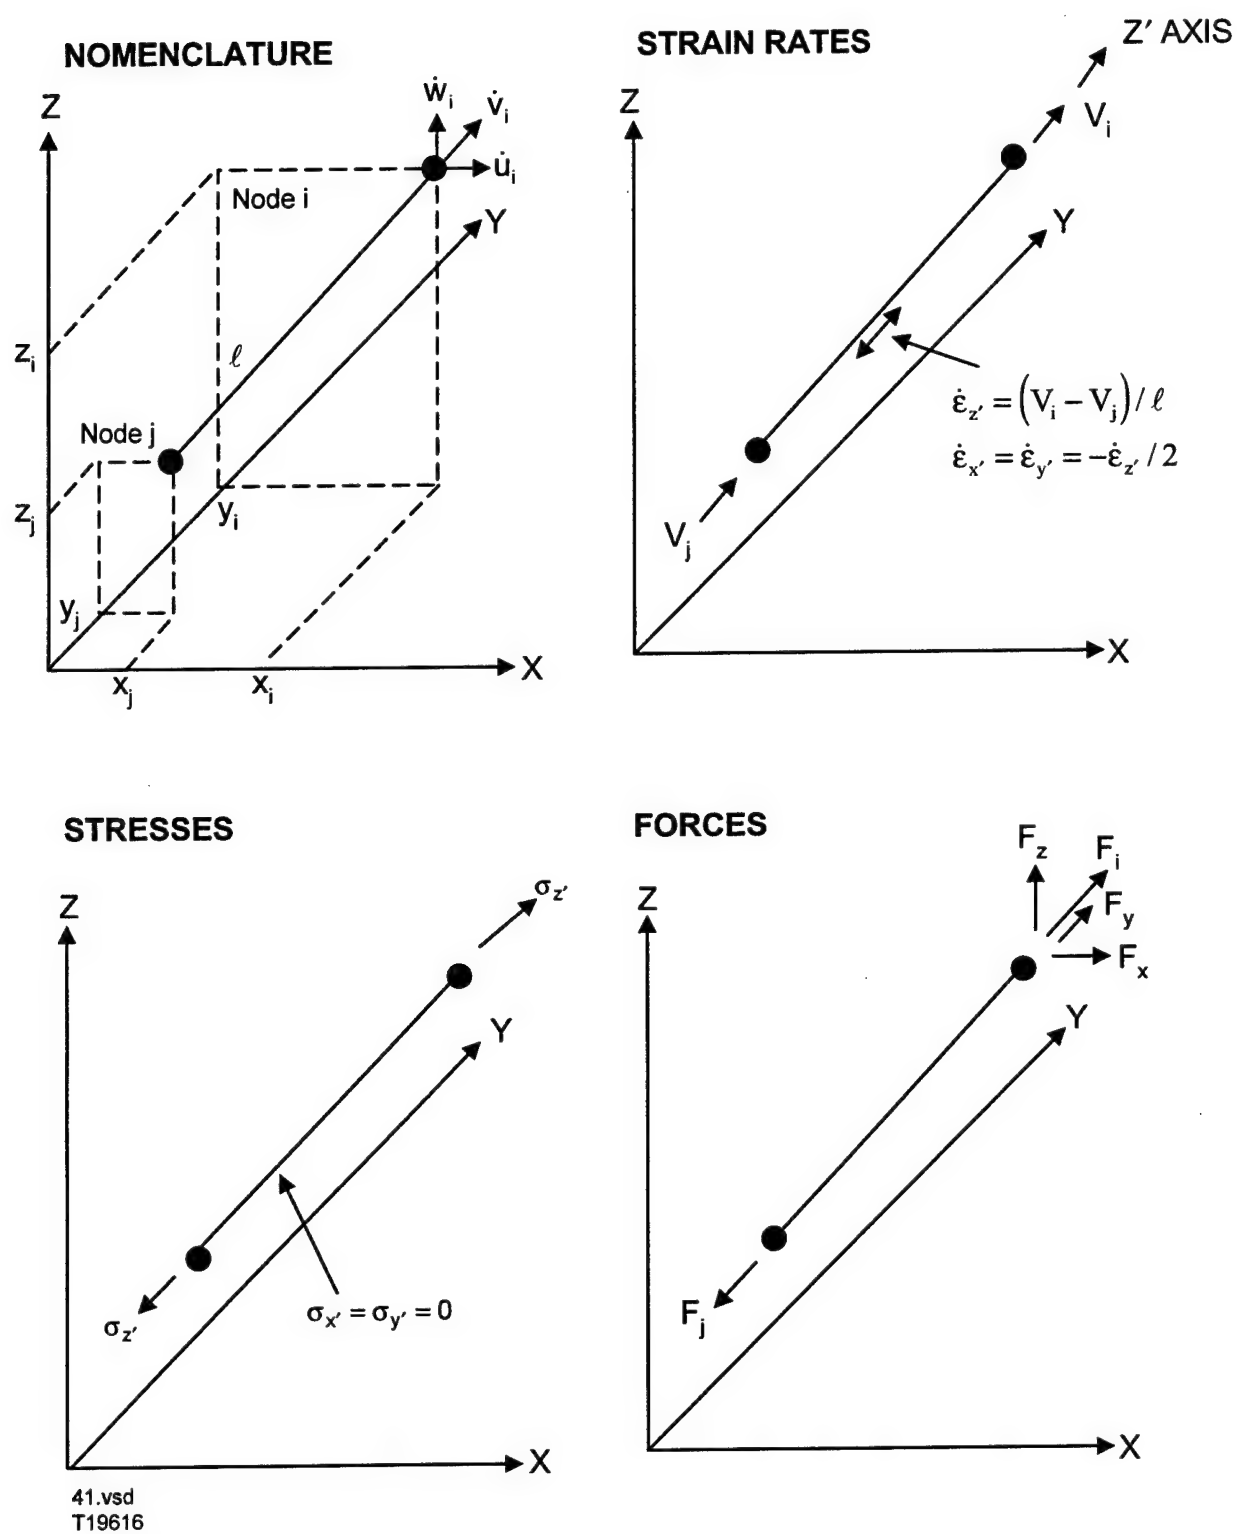 NOMENCLATURE
Z
ẇᵢ
v̇ᵢ
u̇ᵢ
Node i
Y
zᵢ
ℓ
Node j
zⱼ
yᵢ
yⱼ
X
xⱼ
xᵢ
STRAIN RATES
Z′ AXIS
Z
Vᵢ
Y
ε̇z′ = (Vᵢ − Vⱼ) / ℓ
ε̇x′ = ε̇y′ = −ε̇z′ / 2
Vⱼ
X
STRESSES
σz′
Z
Y
σx′ = σy′ = 0
σz′
X
FORCES
Fz
Fᵢ
Fy
Fx
Z
Y
Fⱼ
X
41.vsd
T19616